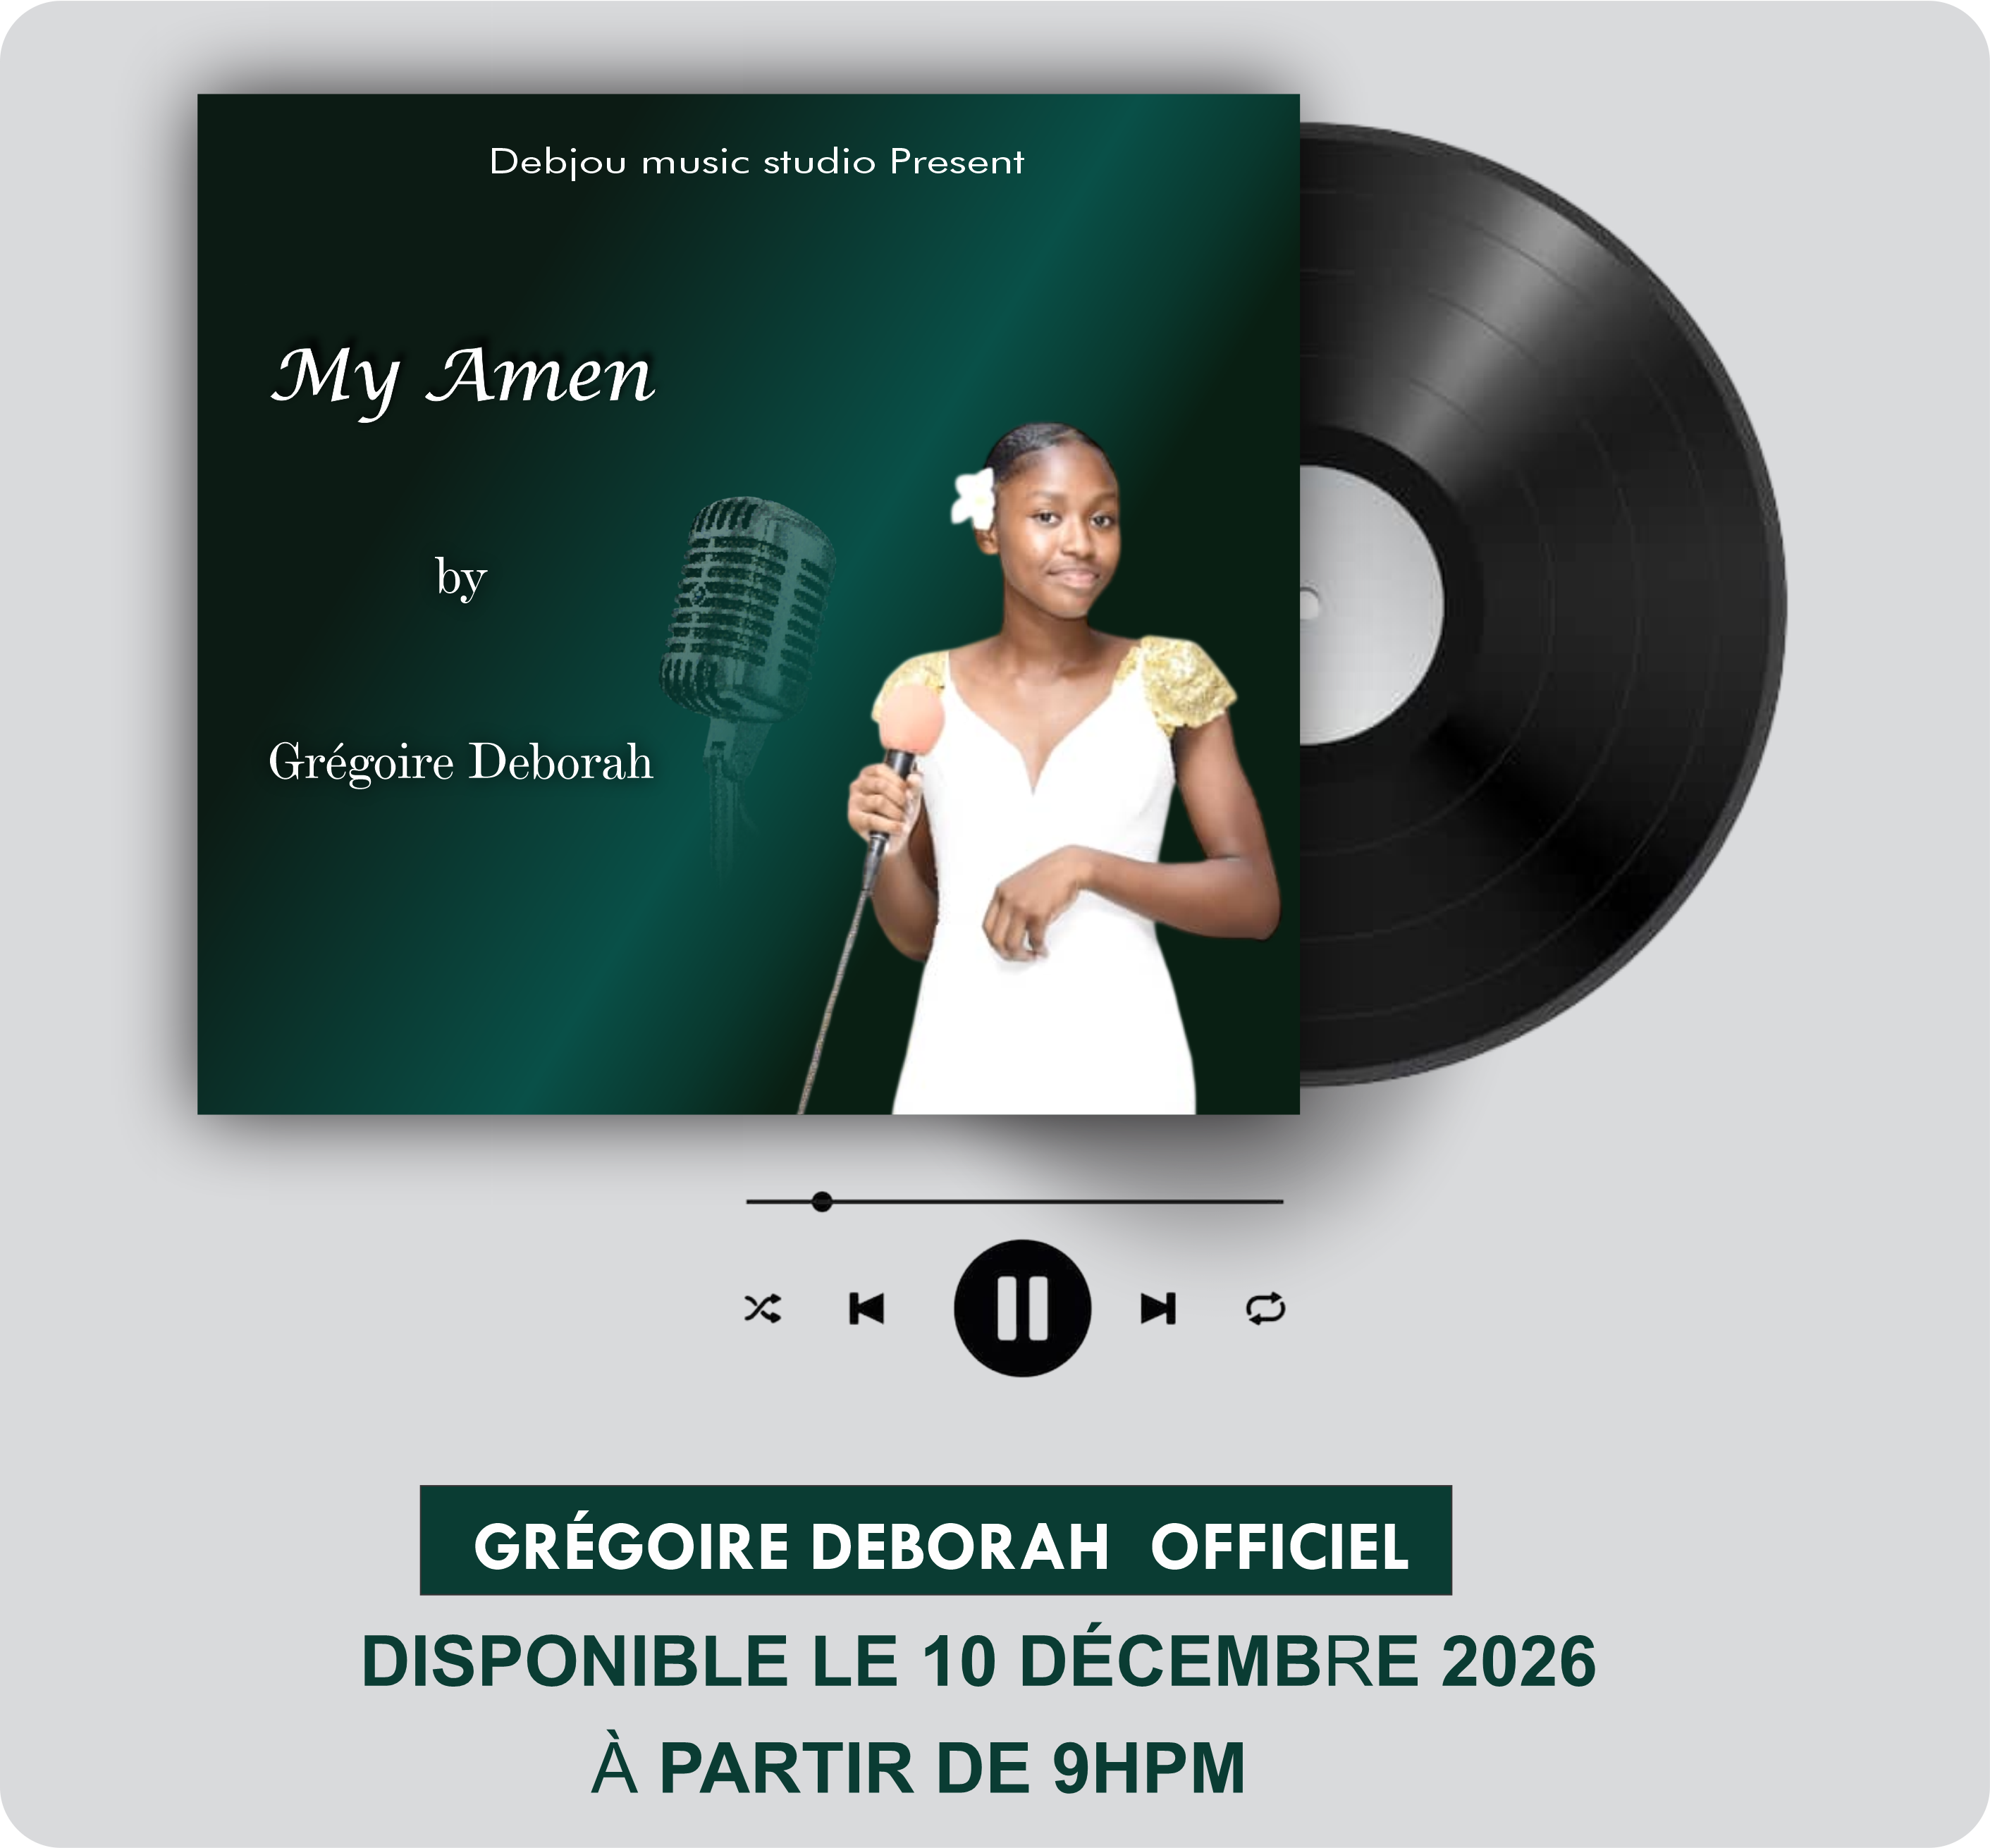 Debjou music studio Present
My Amen
by
Grégoire Deborah
GRÉGOIRE DEBORAH OFFICIEL
DISPONIBLE LE 10 DÉCEMBRE 2026
À PARTIR DE 9HPM